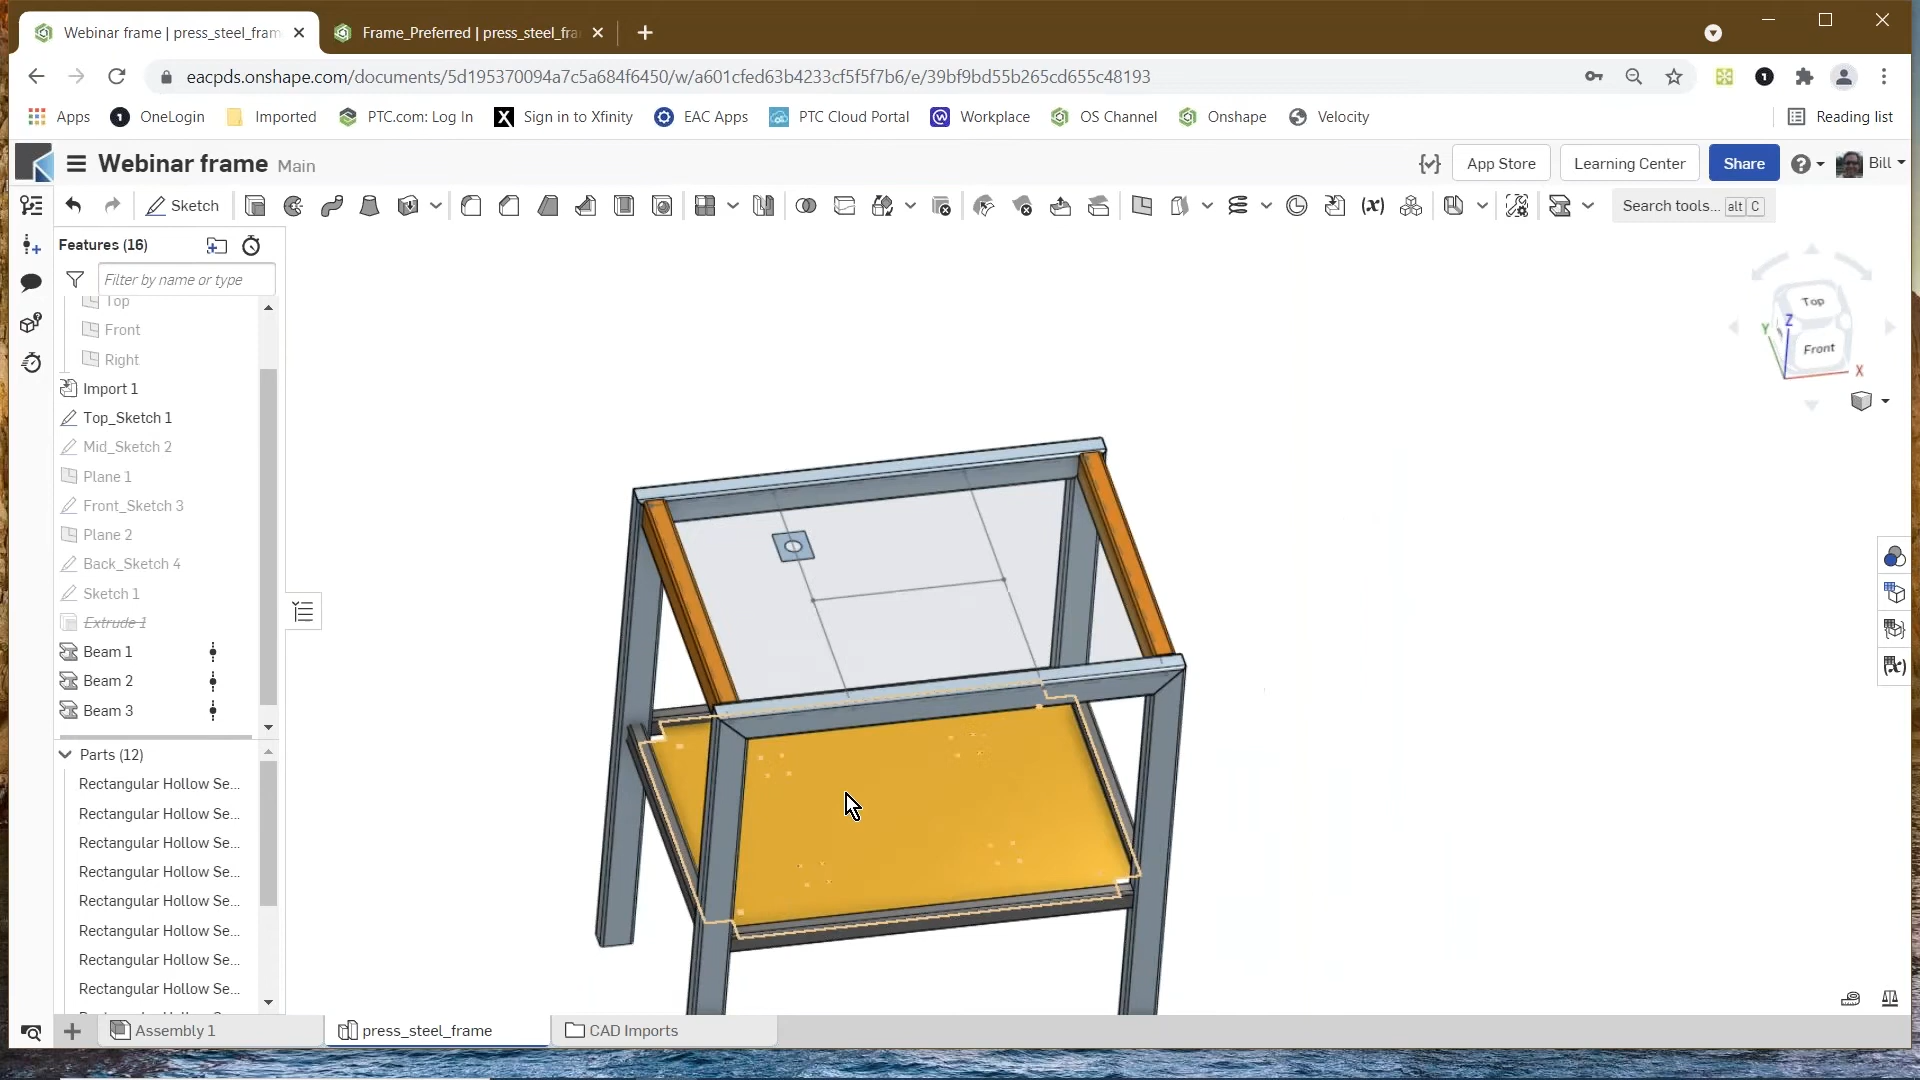 Webinar frame | press_steel_fram
Frame_Preferred | press_steel_fra
eacpds.onshape.com/documents/5d195370094a7c5a684f6450/w/a601cfed63b4233cf5f5f7b6/e/39bf9bd55b265cd655c48193
Apps
OneLogin
Imported
PTC.com: Log In
Sign in to Xfinity
EAC Apps
PTC Cloud Portal
Workplace
OS Channel
Onshape
Velocity
Reading list
Webinar frame Main
App Store
Learning Center
Share
Bill
Sketch
Search tools... alt C
Features (16)
Filter by name or type
Top
Front
Right
Import 1
Top_Sketch 1
Mid_Sketch 2
Plane 1
Front_Sketch 3
Plane 2
Back_Sketch 4
Sketch 1
Extrude 1
Beam 1
Beam 2
Beam 3
Parts (12)
Rectangular Hollow Se...
Rectangular Hollow Se...
Rectangular Hollow Se...
Rectangular Hollow Se...
Rectangular Hollow Se...
Rectangular Hollow Se...
Rectangular Hollow Se...
Rectangular Hollow Se...
Top
Front
Z
Y
X
Assembly 1
press_steel_frame
CAD Imports